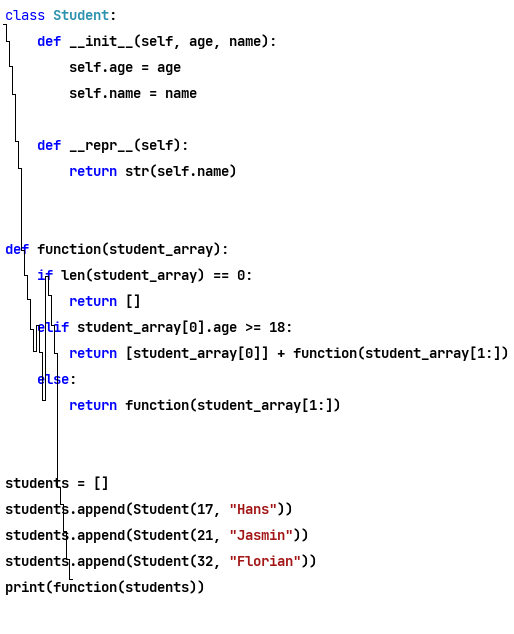 class Student:
    def __init__(self, age, name):
        self.age = age
        self.name = name
    def __repr__(self):
        return str(self.name)
def function(student_array):
    if len(student_array) == 0:
        return []
    elif student_array[0].age >= 18:
        return [student_array[0]] + function(student_array[1:])
    else:
        return function(student_array[1:])
students = []
students.append(Student(17, "Hans"))
students.append(Student(21, "Jasmin"))
students.append(Student(32, "Florian"))
print(function(students))